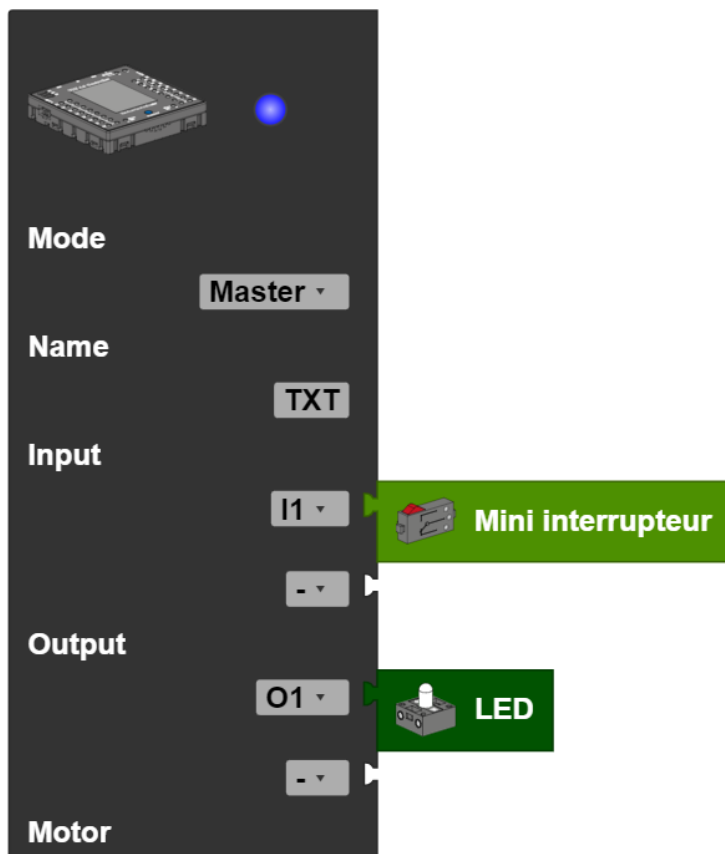 Mode
Master
Name
TXT
Input
I1
Mini interrupteur
-
Output
O1
LED
-
Motor